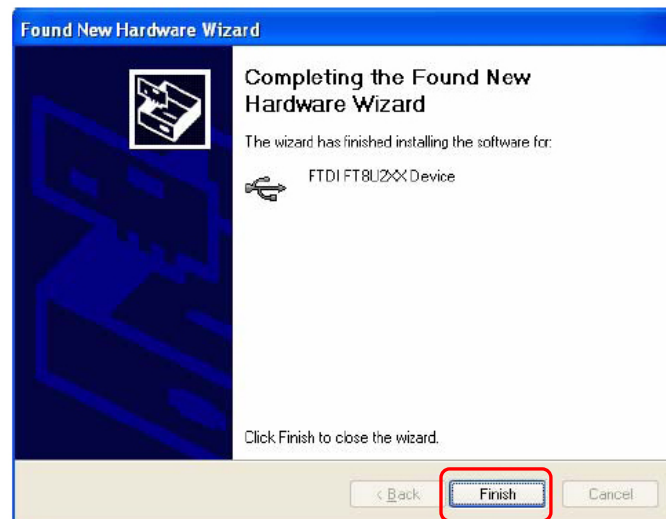 Found New Hardware Wizard
Completing the Found New
Hardware Wizard
The wizard has finished installing the software for:
FTDI FT8U2XX Device
Click Finish to close the wizard.
< Back
Finish
Cancel